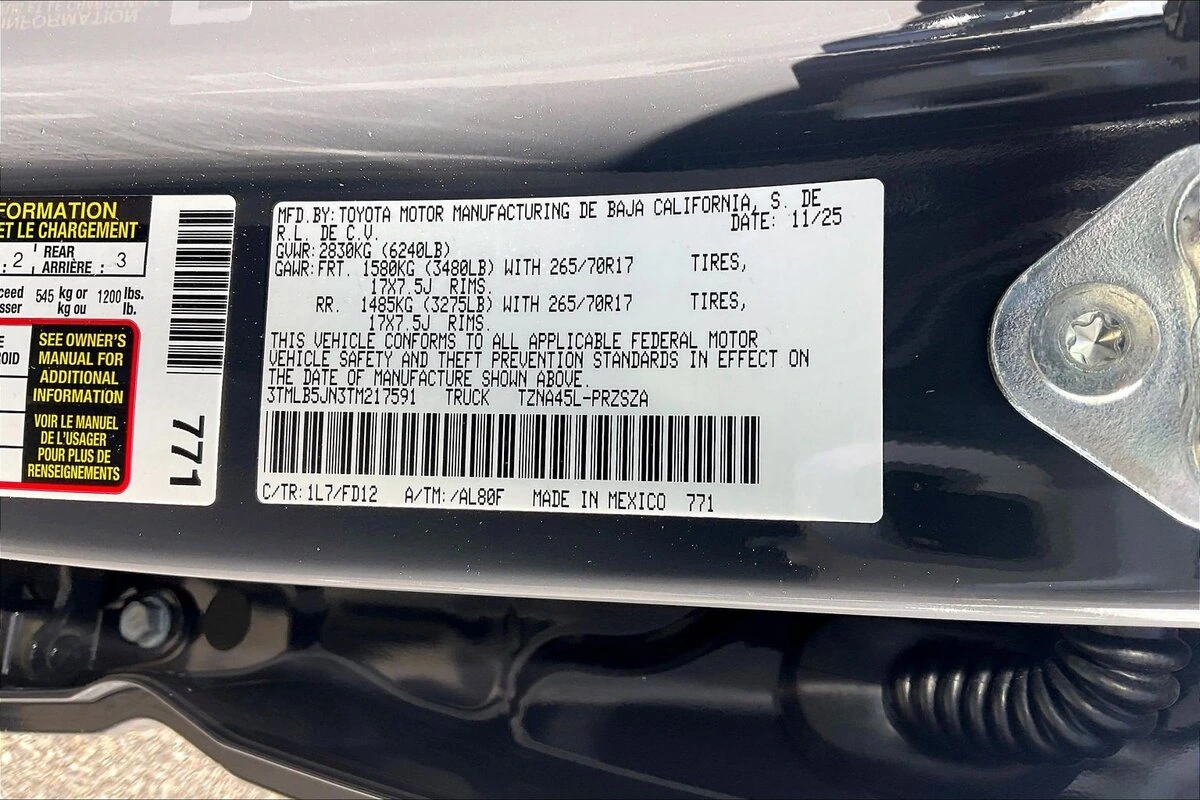 FORMATION
ET LE CHARGEMENT
2 REAR ARRIÈRE : 3
545 kg or kg ou 1200 lbs. lb.
SEE OWNER'S
MANUAL FOR
ADDITIONAL
INFORMATION
VOIR LE MANUEL
DE L'USAGER
POUR PLUS DE
RENSEIGNEMENTS
771
MFD.BY:TOYOTA MOTOR MANUFACTURING DE BAJA CALIFORNIA, S. DE
R.L. DE C.V. DATE: 11/25
GVWR:2830KG (6240LB)
GAWR:FRT. 1580KG (3480LB) WITH 265/70R17 TIRES,
17X7.5J RIMS.
RR. 1485KG (3275LB) WITH 265/70R17 TIRES,
17X7.5J RIMS.
THIS VEHICLE CONFORMS TO ALL APPLICABLE FEDERAL MOTOR
VEHICLE SAFETY AND THEFT PREVENTION STANDARDS IN EFFECT ON
THE DATE OF MANUFACTURE SHOWN ABOVE.
3TMLB5JN3TM217591 TRUCK TZNA45L-PRZSZA
C/TR:1L7/FD12 A/TM:/AL80F MADE IN MEXICO 771